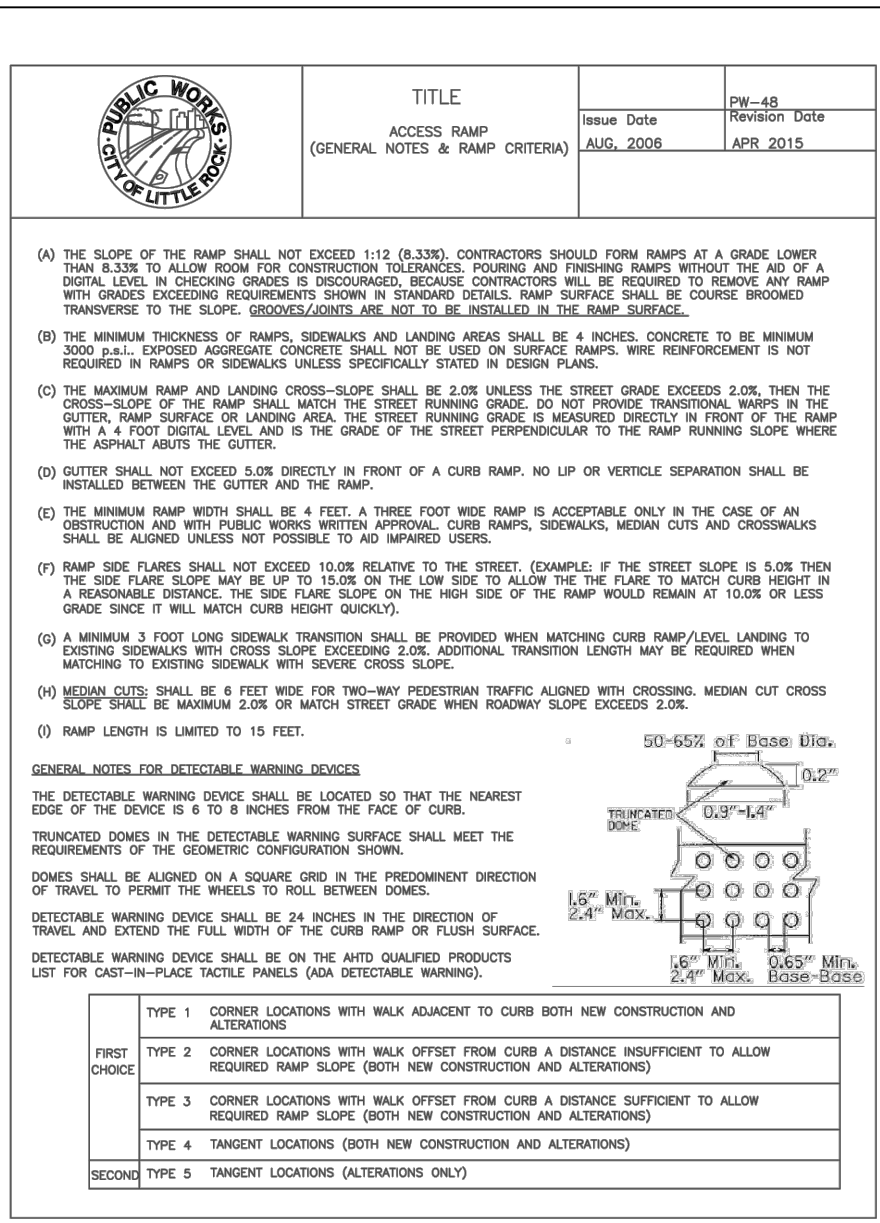 PUBLIC WORKS
CITY OF LITTLE ROCK
TITLE
ACCESS RAMP
(GENERAL NOTES & RAMP CRITERIA)
PW-48
Issue Date
Revision Date
AUG, 2006
APR 2015
(A) THE SLOPE OF THE RAMP SHALL NOT EXCEED 1:12 (8.33%). CONTRACTORS SHOULD FORM RAMPS AT A GRADE LOWER
THAN 8.33% TO ALLOW ROOM FOR CONSTRUCTION TOLERANCES. POURING AND FINISHING RAMPS WITHOUT THE AID OF A
DIGITAL LEVEL IN CHECKING GRADES IS DISCOURAGED, BECAUSE CONTRACTORS WILL BE REQUIRED TO REMOVE ANY RAMP
WITH GRADES EXCEEDING REQUIREMENTS SHOWN IN STANDARD DETAILS. RAMP SURFACE SHALL BE COURSE BROOMED
TRANSVERSE TO THE SLOPE. GROOVES/JOINTS ARE NOT TO BE INSTALLED IN THE RAMP SURFACE.
(B) THE MINIMUM THICKNESS OF RAMPS, SIDEWALKS AND LANDING AREAS SHALL BE 4 INCHES. CONCRETE TO BE MINIMUM
3000 p.s.i.. EXPOSED AGGREGATE CONCRETE SHALL NOT BE USED ON SURFACE RAMPS. WIRE REINFORCEMENT IS NOT
REQUIRED IN RAMPS OR SIDEWALKS UNLESS SPECIFICALLY STATED IN DESIGN PLANS.
(C) THE MAXIMUM RAMP AND LANDING CROSS-SLOPE SHALL BE 2.0% UNLESS THE STREET GRADE EXCEEDS 2.0%, THEN THE
CROSS-SLOPE OF THE RAMP SHALL MATCH THE STREET RUNNING GRADE. DO NOT PROVIDE TRANSITIONAL WARPS IN THE
GUTTER, RAMP SURFACE OR LANDING AREA. THE STREET RUNNING GRADE IS MEASURED DIRECTLY IN FRONT OF THE RAMP
WITH A 4 FOOT DIGITAL LEVEL AND IS THE GRADE OF THE STREET PERPENDICULAR TO THE RAMP RUNNING SLOPE WHERE
THE ASPHALT ABUTS THE GUTTER.
(D) GUTTER SHALL NOT EXCEED 5.0% DIRECTLY IN FRONT OF A CURB RAMP. NO LIP OR VERTICLE SEPARATION SHALL BE
INSTALLED BETWEEN THE GUTTER AND THE RAMP.
(E) THE MINIMUM RAMP WIDTH SHALL BE 4 FEET. A THREE FOOT WIDE RAMP IS ACCEPTABLE ONLY IN THE CASE OF AN
OBSTRUCTION AND WITH PUBLIC WORKS WRITTEN APPROVAL. CURB RAMPS, SIDEWALKS, MEDIAN CUTS AND CROSSWALKS
SHALL BE ALIGNED UNLESS NOT POSSIBLE TO AID IMPAIRED USERS.
(F) RAMP SIDE FLARES SHALL NOT EXCEED 10.0% RELATIVE TO THE STREET. (EXAMPLE: IF THE STREET SLOPE IS 5.0% THEN
THE SIDE FLARE SLOPE MAY BE UP TO 15.0% ON THE LOW SIDE TO ALLOW THE THE FLARE TO MATCH CURB HEIGHT IN
A REASONABLE DISTANCE. THE SIDE FLARE SLOPE ON THE HIGH SIDE OF THE RAMP WOULD REMAIN AT 10.0% OR LESS
GRADE SINCE IT WILL MATCH CURB HEIGHT QUICKLY).
(G) A MINIMUM 3 FOOT LONG SIDEWALK TRANSITION SHALL BE PROVIDED WHEN MATCHING CURB RAMP/LEVEL LANDING TO
EXISTING SIDEWALKS WITH CROSS SLOPE EXCEEDING 2.0%. ADDITIONAL TRANSITION LENGTH MAY BE REQUIRED WHEN
MATCHING TO EXISTING SIDEWALK WITH SEVERE CROSS SLOPE.
(H) MEDIAN CUTS: SHALL BE 6 FEET WIDE FOR TWO-WAY PEDESTRIAN TRAFFIC ALIGNED WITH CROSSING. MEDIAN CUT CROSS
SLOPE SHALL BE MAXIMUM 2.0% OR MATCH STREET GRADE WHEN ROADWAY SLOPE EXCEEDS 2.0%.
(I) RAMP LENGTH IS LIMITED TO 15 FEET.
GENERAL NOTES FOR DETECTABLE WARNING DEVICES
THE DETECTABLE WARNING DEVICE SHALL BE LOCATED SO THAT THE NEAREST
EDGE OF THE DEVICE IS 6 TO 8 INCHES FROM THE FACE OF CURB.
TRUNCATED DOMES IN THE DETECTABLE WARNING SURFACE SHALL MEET THE
REQUIREMENTS OF THE GEOMETRIC CONFIGURATION SHOWN.
DOMES SHALL BE ALIGNED ON A SQUARE GRID IN THE PREDOMINENT DIRECTION
OF TRAVEL TO PERMIT THE WHEELS TO ROLL BETWEEN DOMES.
DETECTABLE WARNING DEVICE SHALL BE 24 INCHES IN THE DIRECTION OF
TRAVEL AND EXTEND THE FULL WIDTH OF THE CURB RAMP OR FLUSH SURFACE.
DETECTABLE WARNING DEVICE SHALL BE ON THE AHTD QUALIFIED PRODUCTS
LIST FOR CAST-IN-PLACE TACTILE PANELS (ADA DETECTABLE WARNING).
50-65% of Base Dia.
0.2"
TRUNCATED
DOME
0.9"-1.4"
1.6" Min.
2.4" Max.
1.6" Min.
2.4" Max.
0.65" Min.
Base-Base
FIRST
CHOICE
TYPE 1 CORNER LOCATIONS WITH WALK ADJACENT TO CURB BOTH NEW CONSTRUCTION AND
ALTERATIONS
TYPE 2 CORNER LOCATIONS WITH WALK OFFSET FROM CURB A DISTANCE INSUFFICIENT TO ALLOW
REQUIRED RAMP SLOPE (BOTH NEW CONSTRUCTION AND ALTERATIONS)
TYPE 3 CORNER LOCATIONS WITH WALK OFFSET FROM CURB A DISTANCE SUFFICIENT TO ALLOW
REQUIRED RAMP SLOPE (BOTH NEW CONSTRUCTION AND ALTERATIONS)
TYPE 4 TANGENT LOCATIONS (BOTH NEW CONSTRUCTION AND ALTERATIONS)
SECOND TYPE 5 TANGENT LOCATIONS (ALTERATIONS ONLY)